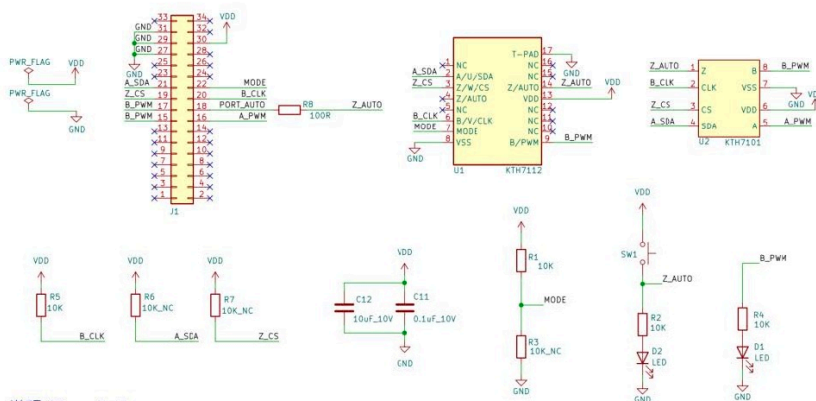 PWR_FLAG
VDD
PWR_FLAG
GND
33 34
GND 31 32 VDD
GND 29 30
GND 27 28
GND
25 26
23 24
A_SDA 21 22 MODE
Z_CS 19 20 B_CLK
B_PWM 17 18 PORT_AUTO R8 Z_AUTO
B_PWM 15 16 A_PWM 100R
13 14
11 12
9 10
7 8
5 6
3 4
1 2
J1
T-PAD 17
GND
1 NC NC 16
A_SDA 2 A/U/SDA NC 15
Z_CS 3 Z/W/CS Z/AUTO 14 Z_AUTO
4 Z/AUTO VDD 13 VDD
5 NC NC 12
B_CLK 6 B/V/CLK NC 11
MODE 7 MODE NC 10
8 VSS B/PWM 9 B_PWM
GND
U1 KTH7112
Z_AUTO 1 Z B 8 B_PWM
B_CLK 2 CLK VSS 7
GND
Z_CS 3 CS VDD 6
A_SDA 4 SDA A 5 A_PWM
U2 KTH7101
VDD
R5
10K
B_CLK
VDD
R6
10K_NC
A_SDA
VDD
R7
10K_NC
Z_CS
VDD
C12
10uF_10V
C11
0.1uF_10V
GND
VDD
R1
10K
MODE
R3
10K_NC
GND
VDD
SW1
Z_AUTO
R2
10K
D2
LED
GND
B_PWM
R4
10K
D1
LED
GND